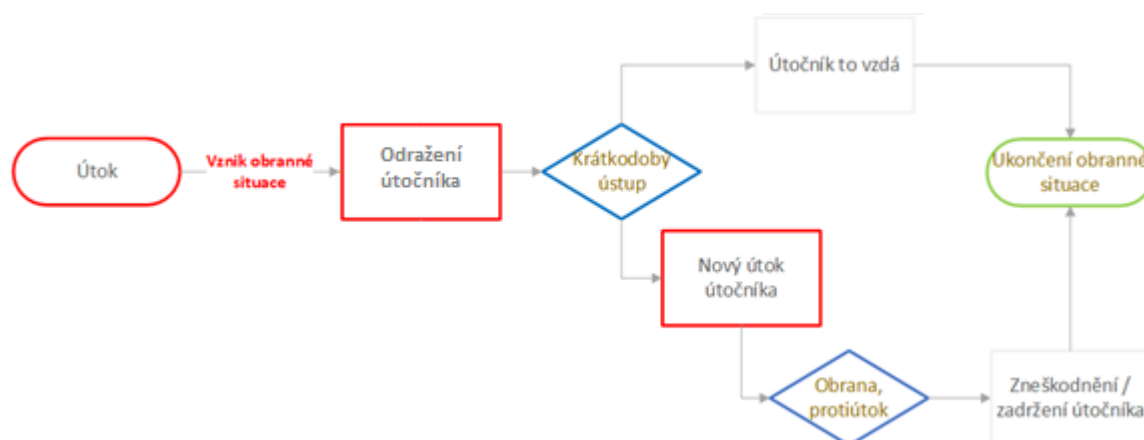 Útočník to vzdá
Útok
Vznik obranné
situace
Odražení
útočníka
Krátkodoby
ústup
Ukončení obranné
situace
Nový útok
útočníka
Obrana,
protiútok
Zneškodnění /
zadržení útočníka